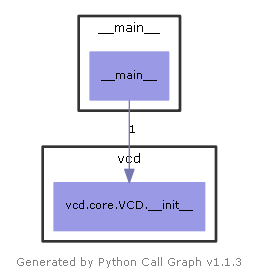 __main__
__main__
1
vcd
vcd.core.VCD.__init__
Generated by Python Call Graph v1.1.3